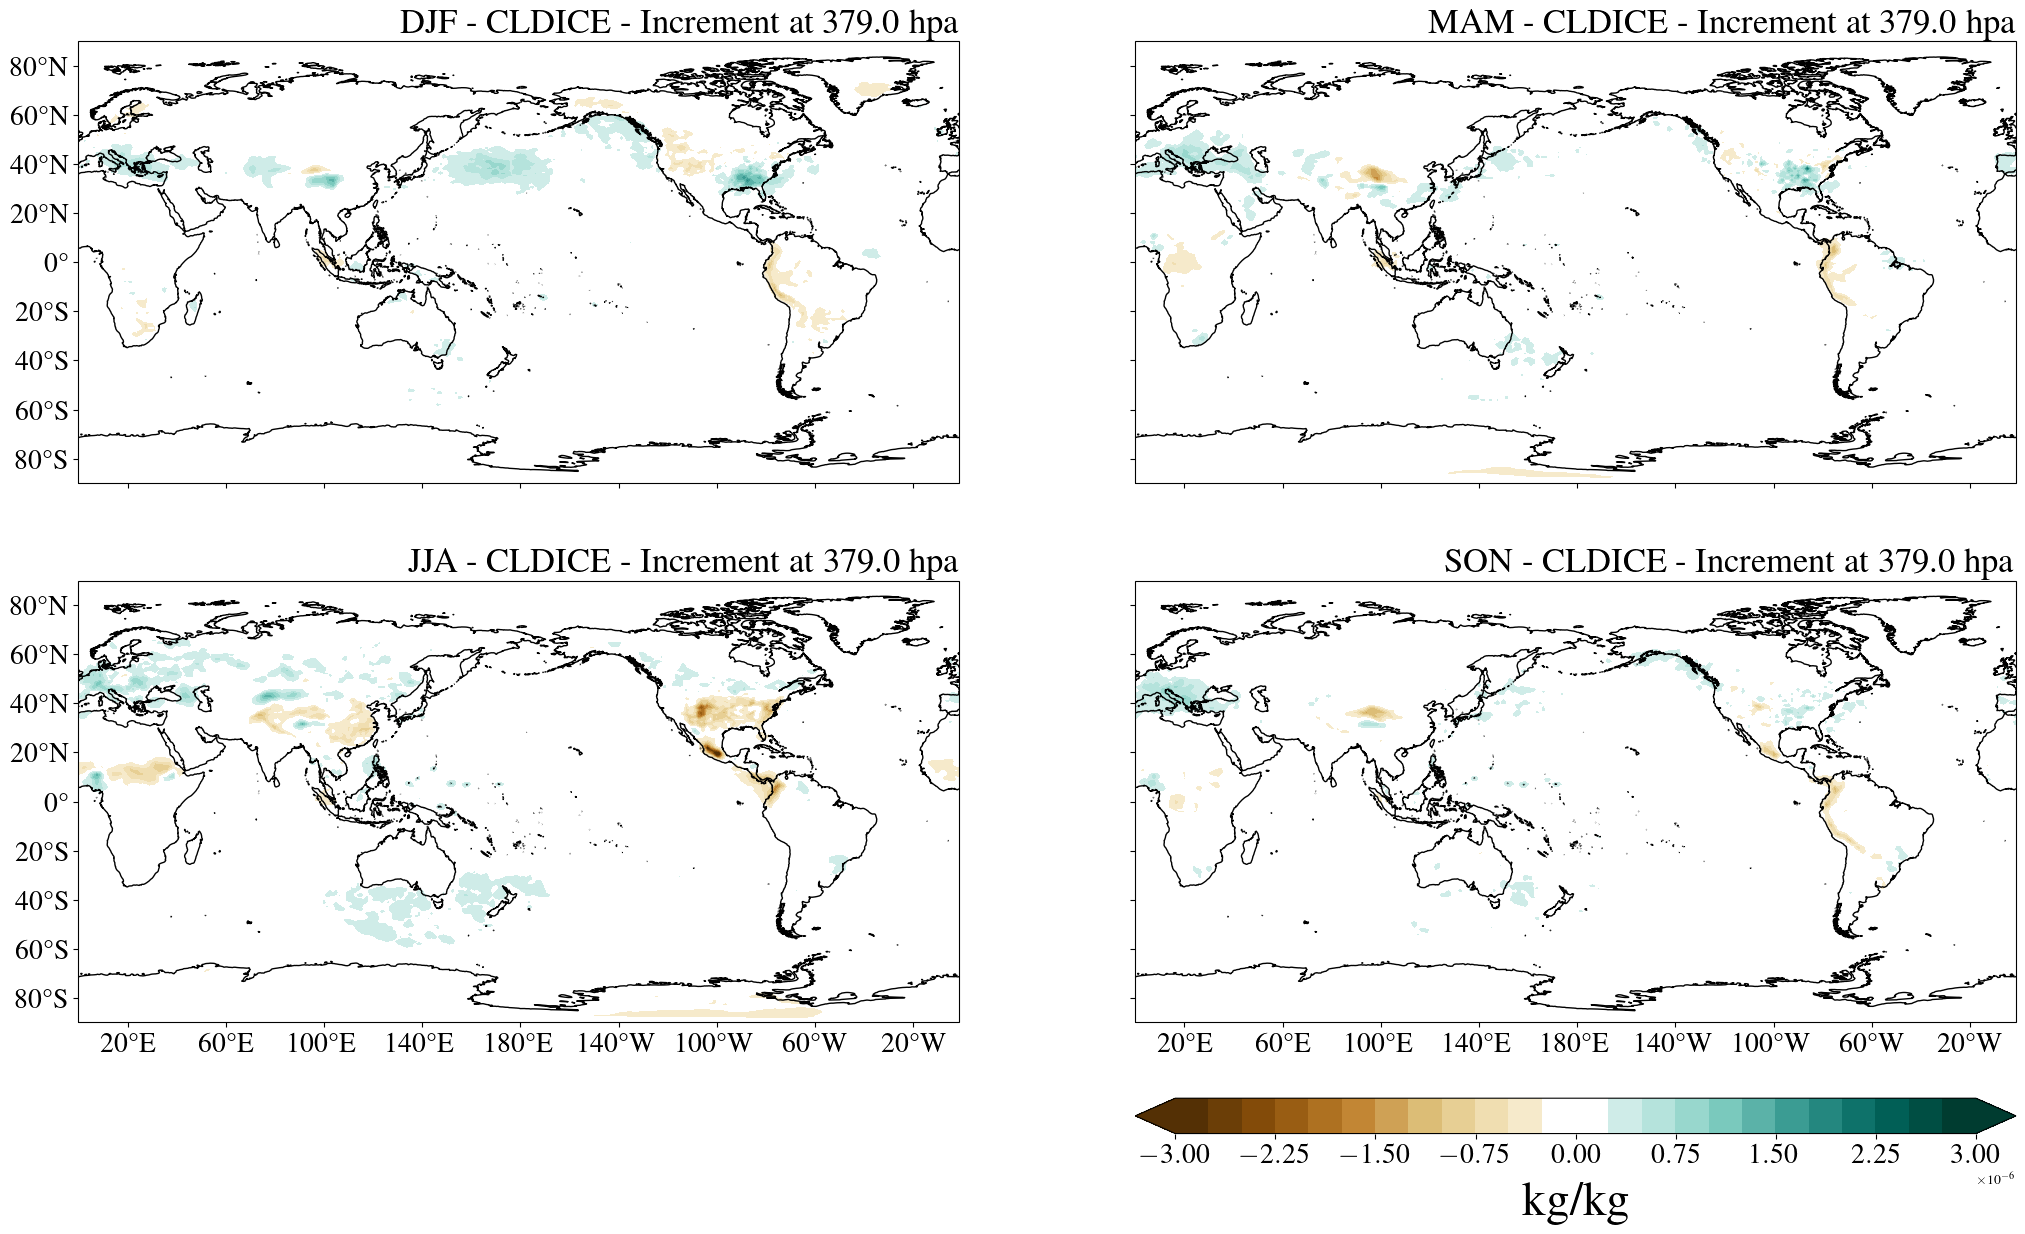 DJF - CLDICE - Increment at 379.0 hpa
MAM - CLDICE - Increment at 379.0 hpa
80°N
60°N
40°N
20°N
0°
20°S
40°S
60°S
80°S
JJA - CLDICE - Increment at 379.0 hpa
SON - CLDICE - Increment at 379.0 hpa
80°N
60°N
40°N
20°N
0°
20°S
40°S
60°S
80°S
20°E 60°E 100°E 140°E 180°E 140°W 100°W 60°W 20°W
20°E 60°E 100°E 140°E 180°E 140°W 100°W 60°W 20°W
−3.00 −2.25 −1.50 −0.75 0.00 0.75 1.50 2.25 3.00
×10⁻⁶
kg/kg